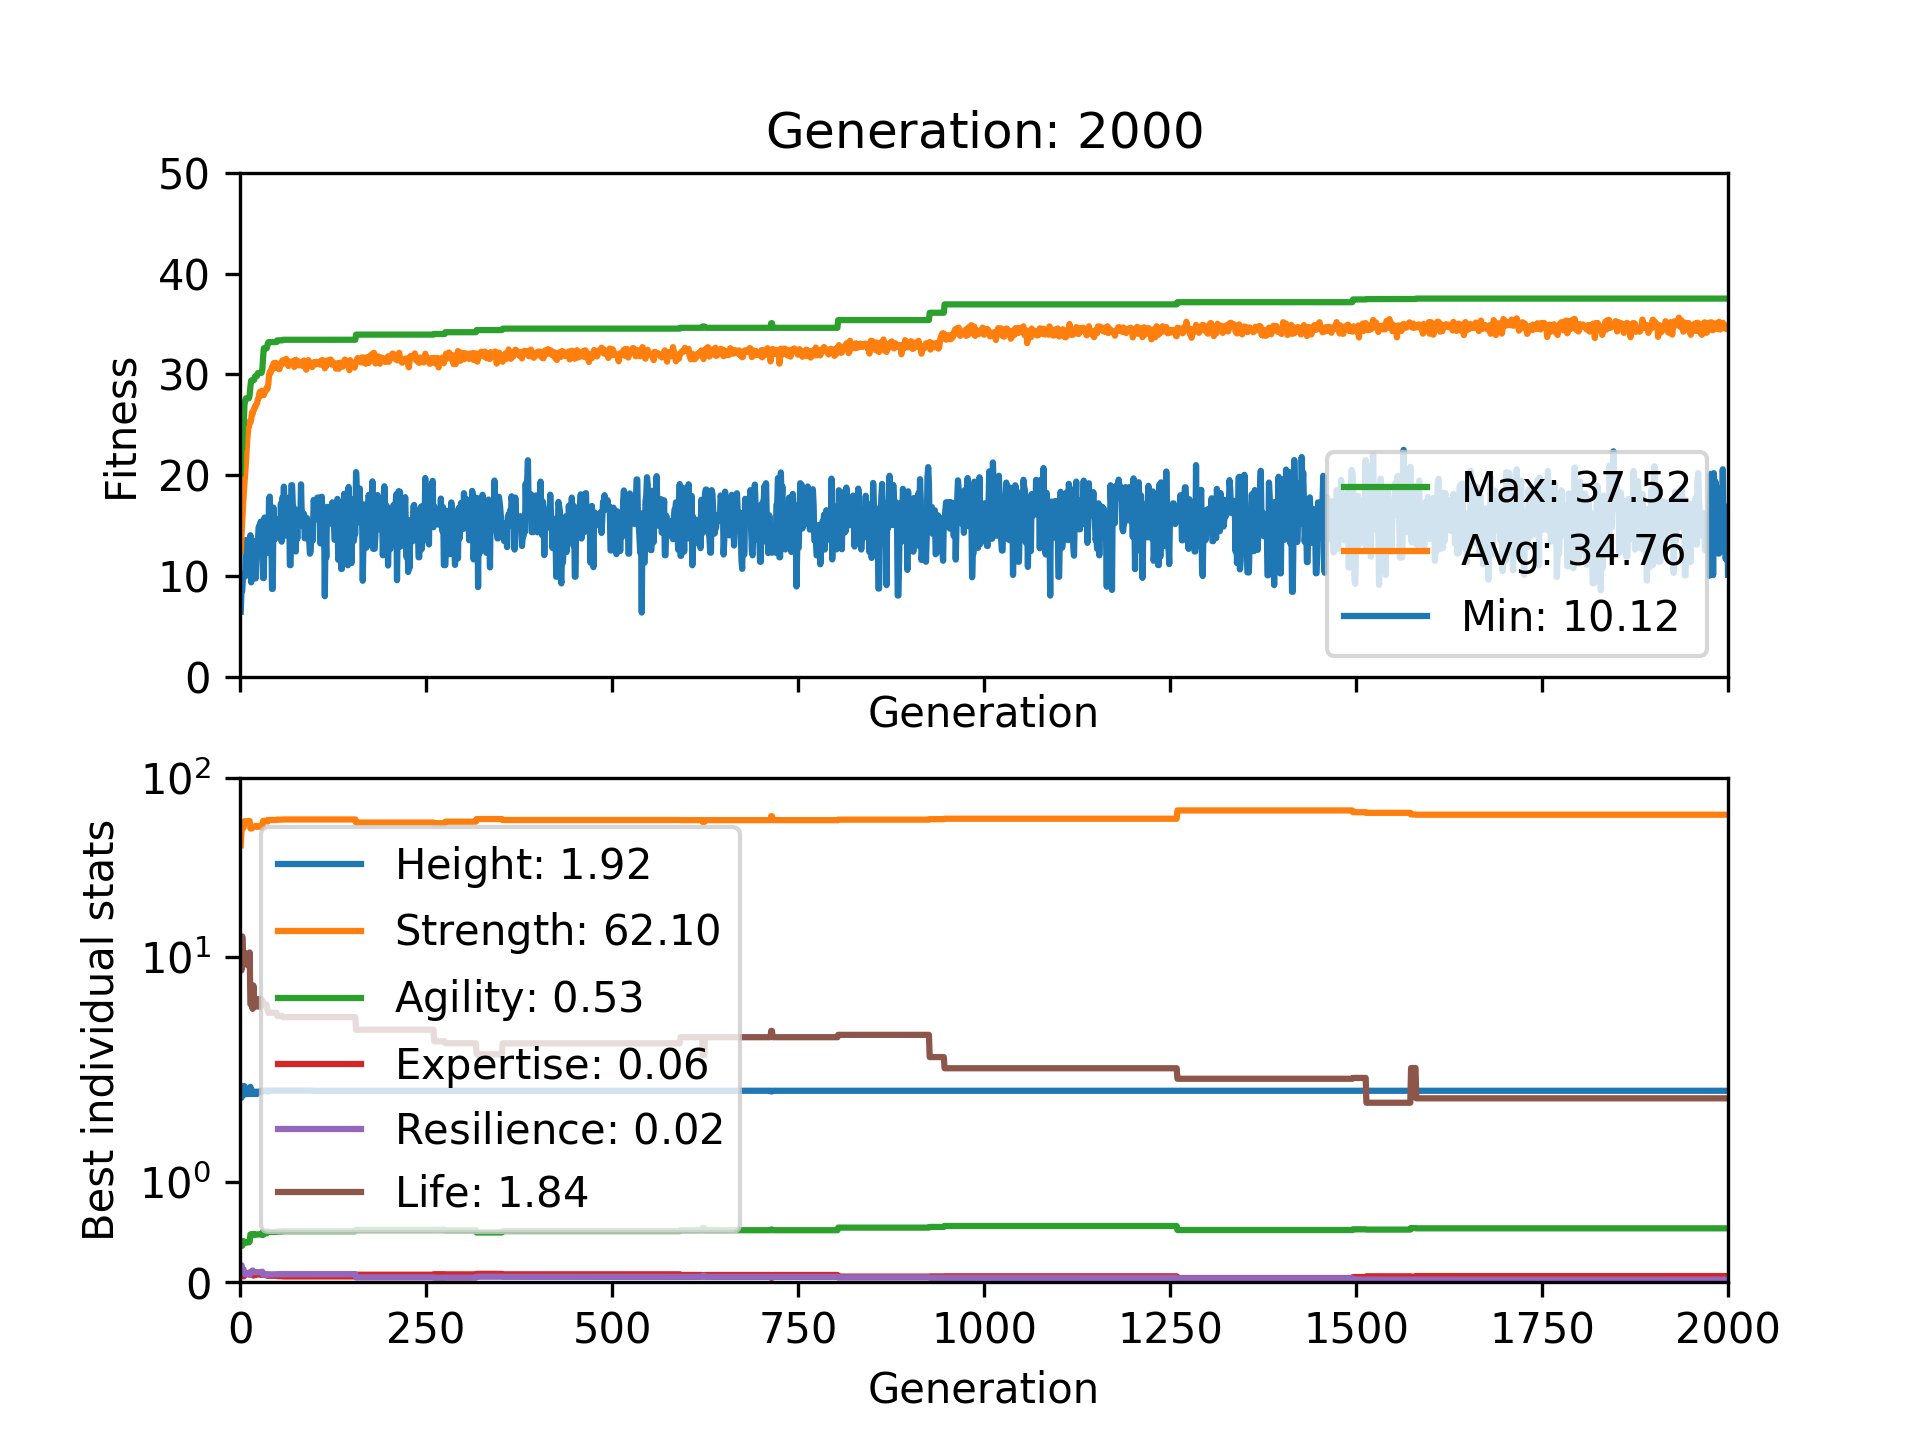 Generation: 2000
50
40
30
20
10
0
Fitness
Max: 37.52
Avg: 34.76
Min: 10.12
Generation
10²
10¹
10⁰
0
Best individual stats
Height: 1.92
Strength: 62.10
Agility: 0.53
Expertise: 0.06
Resilience: 0.02
Life: 1.84
0 250 500 750 1000 1250 1500 1750 2000
Generation